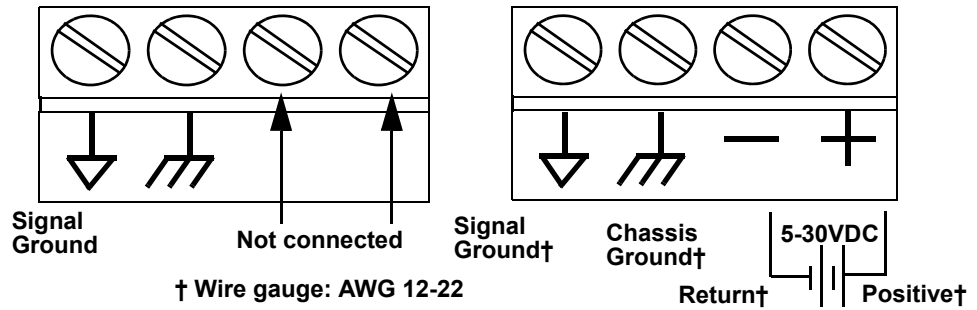 Signal
Ground
Not connected
† Wire gauge: AWG 12-22
Signal
Ground†
Chassis
Ground†
5-30VDC
Return†
Positive†